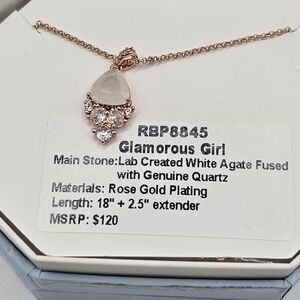 RBP8845
Glamorous Girl
Main Stone:Lab Created White Agate Fused
with Genuine Quartz
Materials: Rose Gold Plating
Length: 18" + 2.5" extender
MSRP: $120